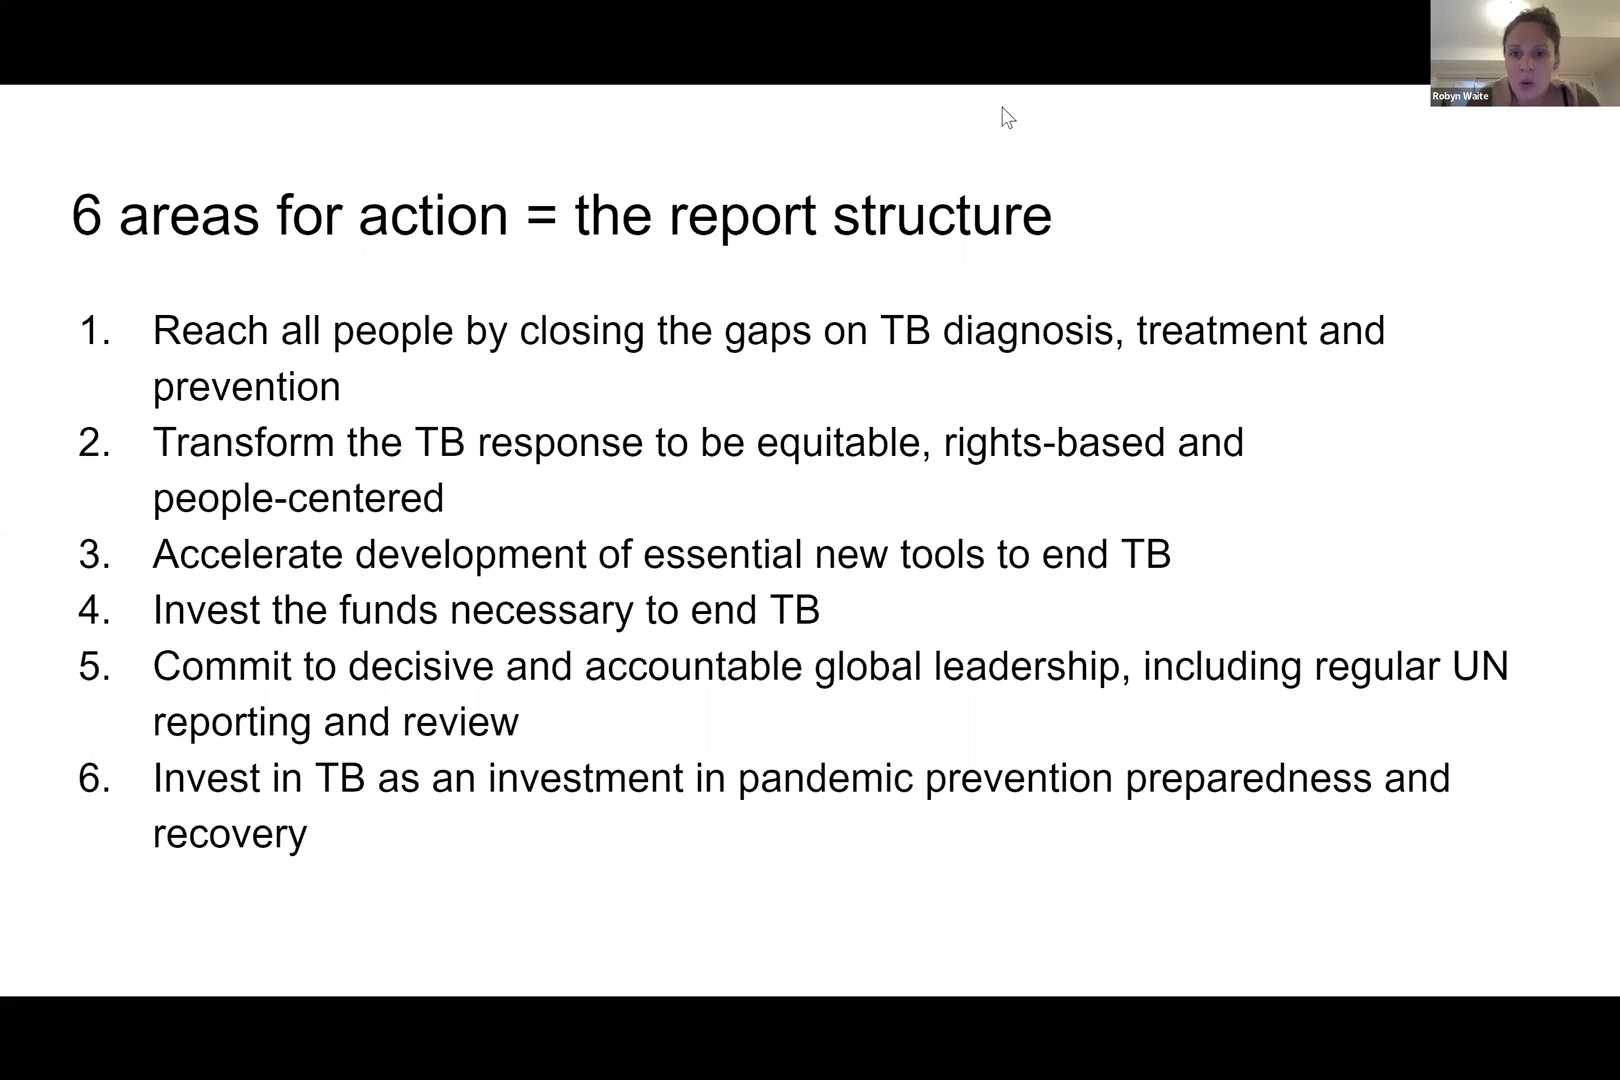 Robyn Waite
6 areas for action = the report structure
1. Reach all people by closing the gaps on TB diagnosis, treatment and
prevention
2. Transform the TB response to be equitable, rights-based and
people-centered
3. Accelerate development of essential new tools to end TB
4. Invest the funds necessary to end TB
5. Commit to decisive and accountable global leadership, including regular UN
reporting and review
6. Invest in TB as an investment in pandemic prevention preparedness and
recovery